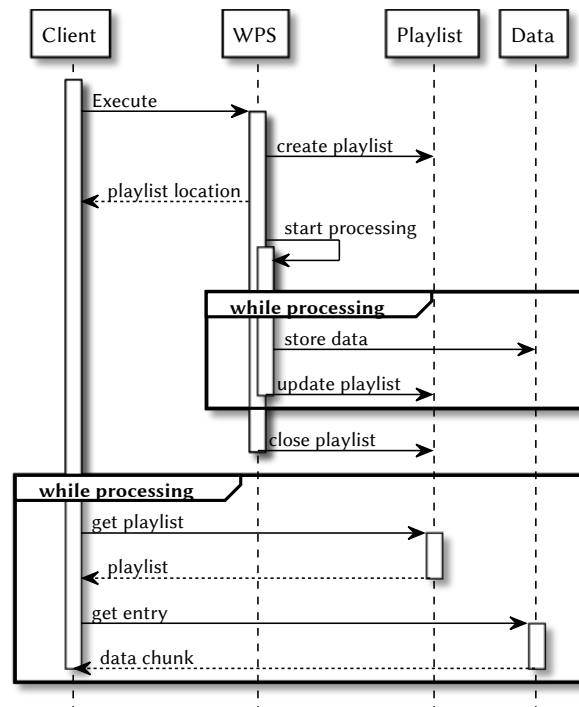 Client WPS Playlist Data
Execute
create playlist
playlist location
start processing
while processing
store data
update playlist
close playlist
while processing
get playlist
playlist
get entry
data chunk